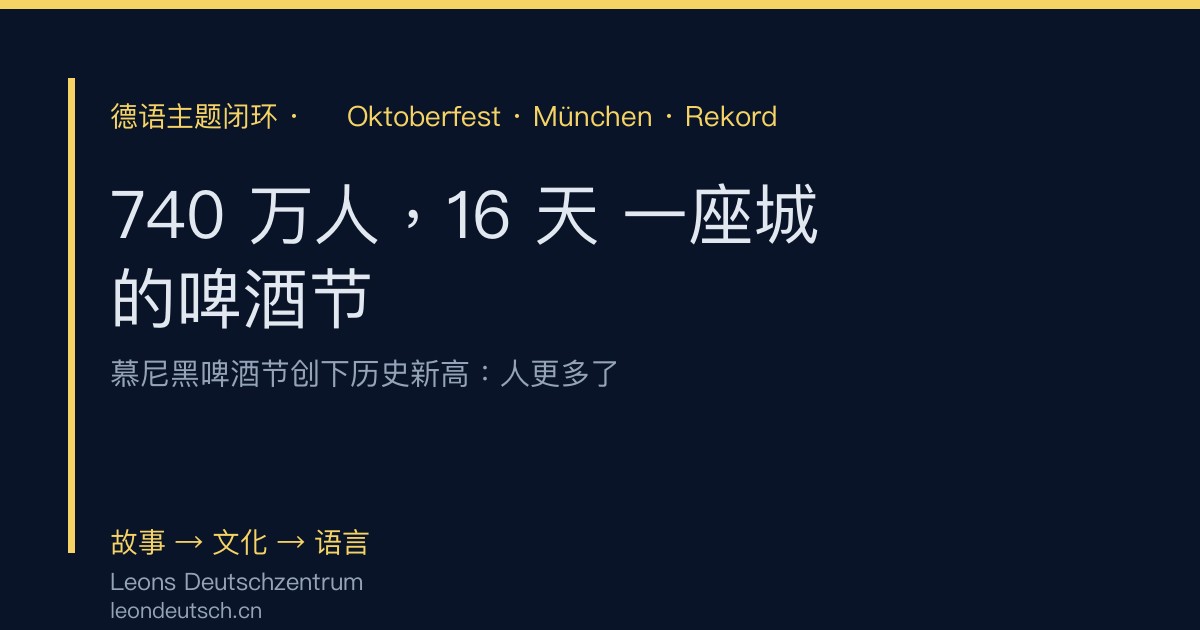 德语主题闭环 · Oktoberfest · München · Rekord
740 万人，16 天 一座城
的啤酒节
慕尼黑啤酒节创下历史新高：人更多了
故事 → 文化 → 语言
Leons Deutschzentrum
leondeutsch.cn